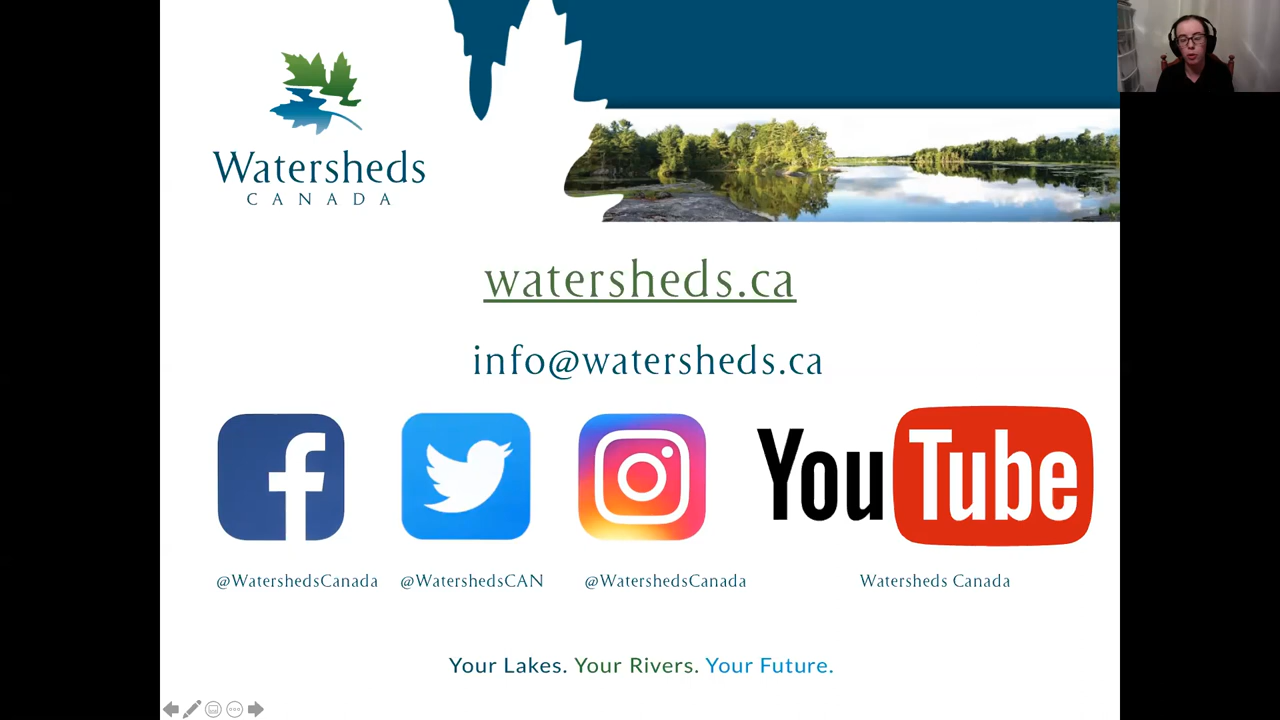 Watersheds
CANADA
watersheds.ca
info@watersheds.ca
YouTube
@WatershedsCanada @WatershedsCAN @WatershedsCanada Watersheds Canada
Your Lakes. Your Rivers. Your Future.